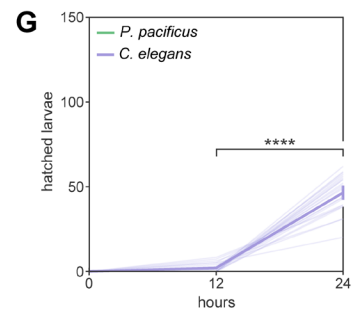 G
150
P. pacificus
C. elegans
100
****
hatched larvae
50
0
0 12 24
hours